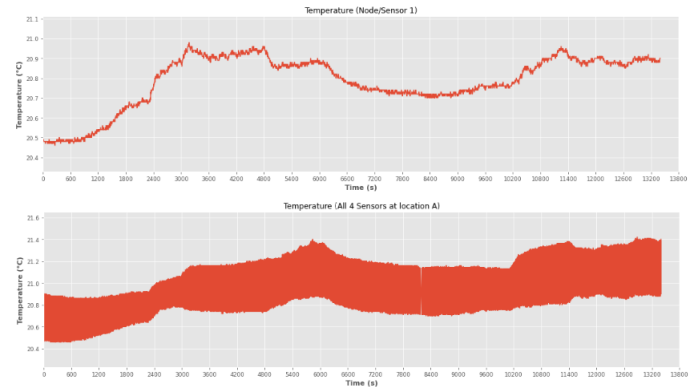 Temperature (Node/Sensor 1)
21.1
21.0
20.9
20.8
20.7
20.6
20.5
20.4
Temperature (°C)
0 600 1200 1800 2400 3000 3600 4200 4800 5400 6000 6600 7200 7800 8400 9000 9600 10200 10800 11400 12000 12600 13200 13800
Time (s)
Temperature (All 4 Sensors at location A)
21.6
21.4
21.2
21.0
20.8
20.6
20.4
Temperature (°C)
0 600 1200 1800 2400 3000 3600 4200 4800 5400 6000 6600 7200 7800 8400 9000 9600 10200 10800 11400 12000 12600 13200 13800
Time (s)